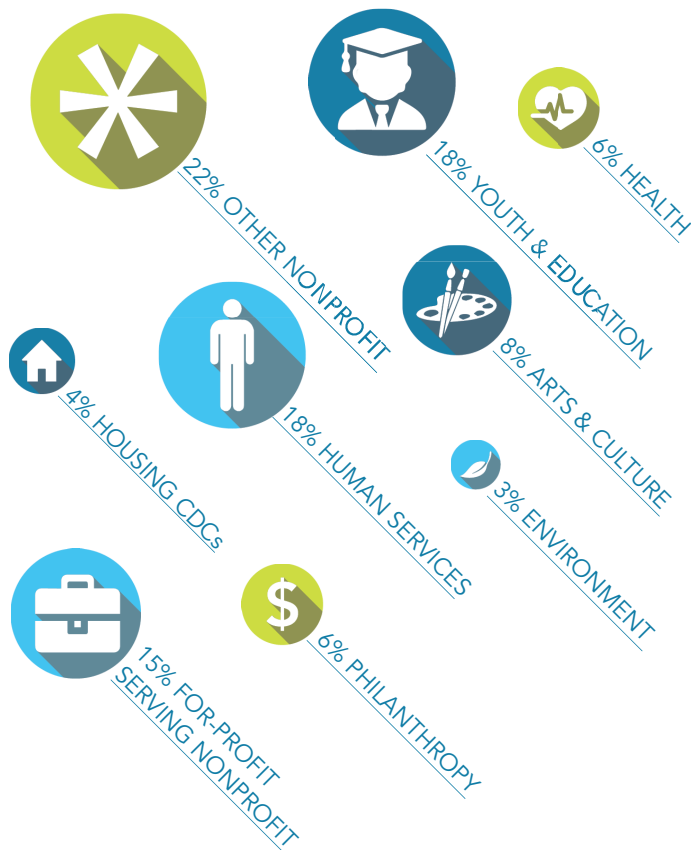 22% OTHER NONPROFIT
18% YOUTH & EDUCATION
6% HEALTH
8% ARTS & CULTURE
4% HOUSING CDCs
18% HUMAN SERVICES
3% ENVIRONMENT
15% FOR-PROFIT
SERVING NONPROFIT
$
6% PHILANTHROPY